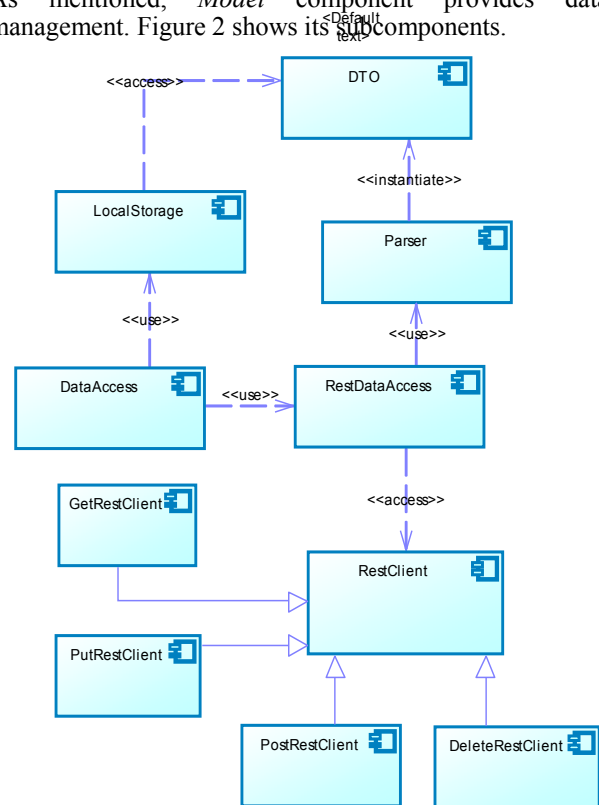 As mentioned, Model component provides data
management. Figure 2 shows its subcomponents.
<Default
text>
<<access>>
DTO
<<instantiate>>
LocalStorage
Parser
<<use>>
<<use>>
DataAccess
<<use>>
RestDataAccess
<<access>>
GetRestClient
RestClient
PutRestClient
PostRestClient
DeleteRestClient